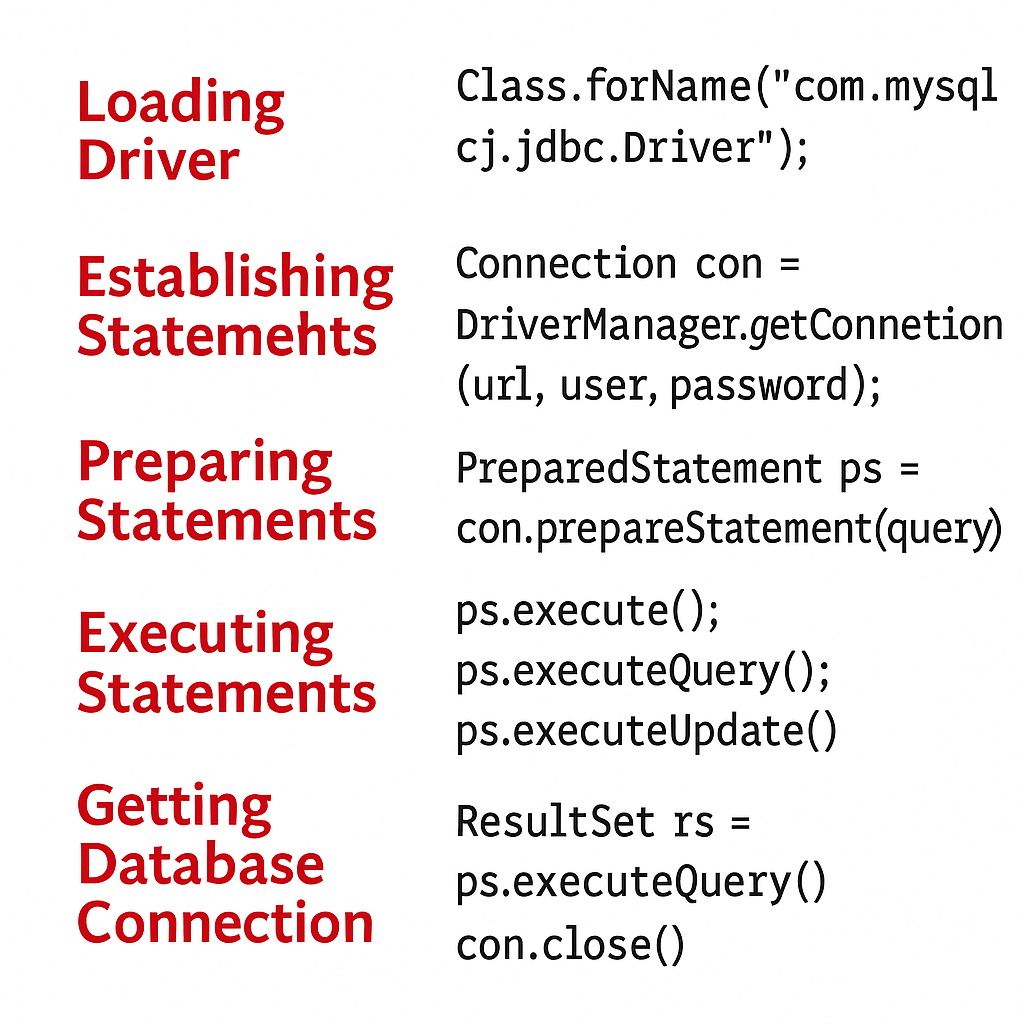 Loading
Driver
Class.forName("com.mysql
cj.jdbc.Driver");
Establishing
Statemehts
Connection con =
DriverManager.getConnetion
(url, user, password);
Preparing
Statements
PreparedStatement ps =
con.prepareStatement(query)
Executing
Statements
ps.execute();
ps.executeQuery();
ps.executeUpdate()
Getting
Database
Connection
ResultSet rs =
ps.executeQuery()
con.close()